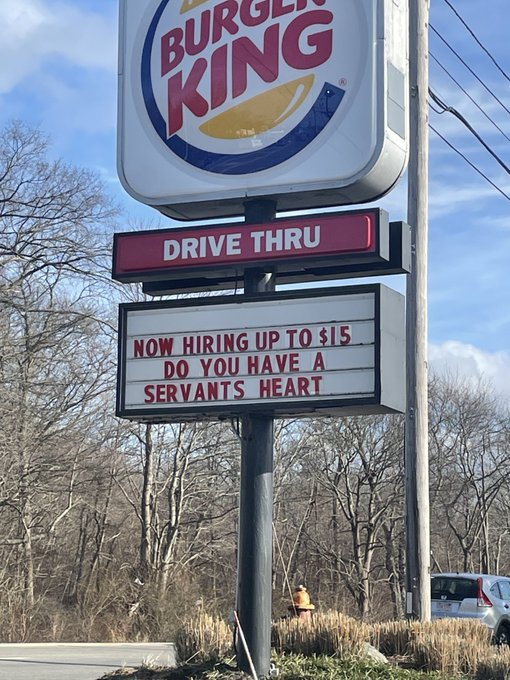 BURGER
KING
®
DRIVE THRU
NOW HIRING UP TO $15
DO YOU HAVE A
SERVANTS HEART